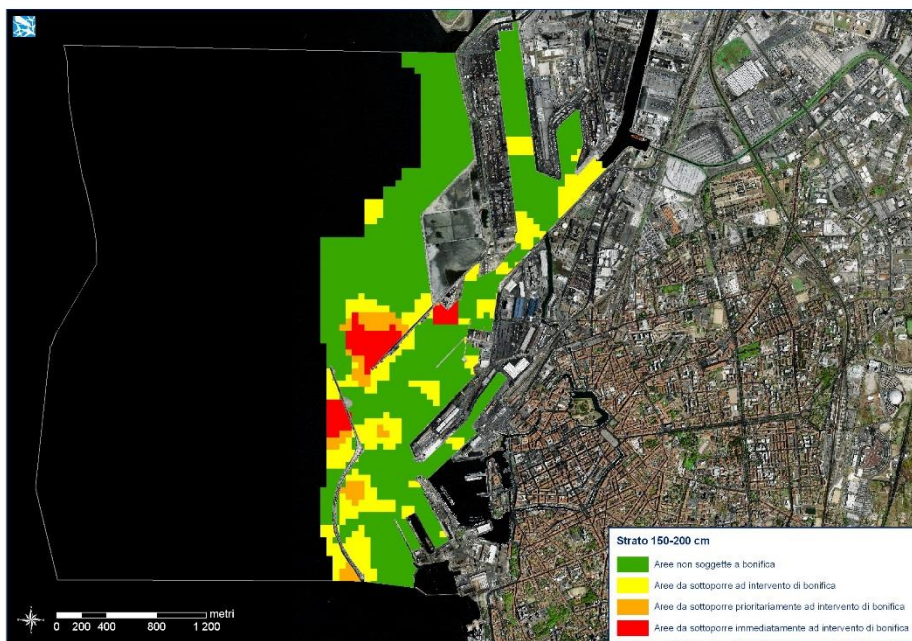 Strato 150-200 cm
Aree non soggette a bonifica
Aree da sottoporre ad intervento di bonifica
Aree da sottoporre prioritariamente ad intervento di bonifica
Aree da sottoporre immediatamente ad intervento di bonifica
metri
0 200 400 800 1 200